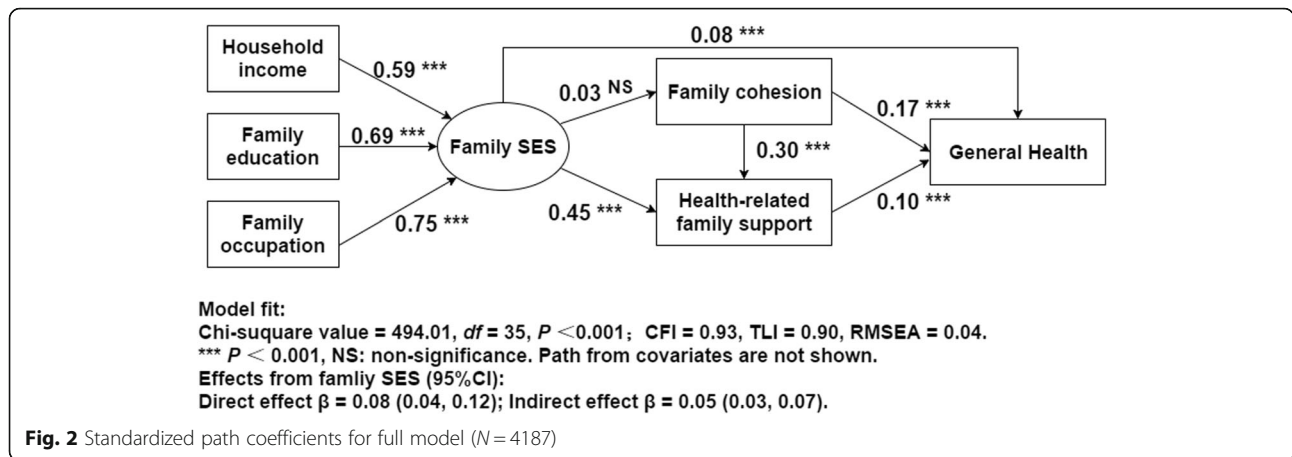 Household
income
0.59 ***
0.08 ***
0.03 NS
Family cohesion
0.17 ***
Family
education
0.69 ***
Family SES
0.30 ***
General Health
Family
occupation
0.75 ***
0.45 ***
Health-related
family support
0.10 ***
Model fit:
Chi-suquare value = 494.01, df = 35, P <0.001; CFI = 0.93, TLI = 0.90, RMSEA = 0.04.
*** P < 0.001, NS: non-significance. Path from covariates are not shown.
Effects from famliy SES (95%CI):
Direct effect β = 0.08 (0.04, 0.12); Indirect effect β = 0.05 (0.03, 0.07).
Fig. 2 Standardized path coefficients for full model (N = 4187)